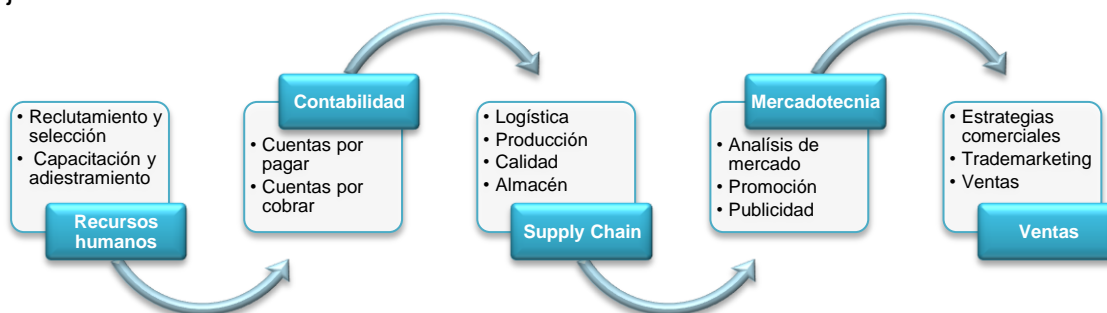 • Reclutamiento y
selección
• Capacitación y
adiestramiento
Recursos
humanos
Contabilidad
• Cuentas por
pagar
• Cuentas por
cobrar
• Logística
• Producción
• Calidad
• Almacén
Supply Chain
Mercadotecnia
• Análisis de
mercado
• Promoción
• Publicidad
• Estrategias
comerciales
• Trademarketing
• Ventas
Ventas